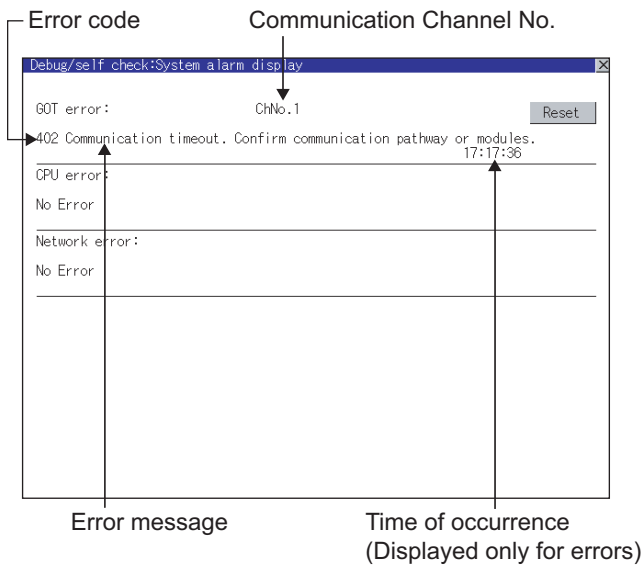 Error code
Communication Channel No.
Debug/self check:System alarm display
GOT error:
ChNo.1
Reset
402 Communication timeout. Confirm communication pathway or modules.
17:17:36
CPU error:
No Error
Network error:
No Error
Error message
Time of occurrence
(Displayed only for errors)